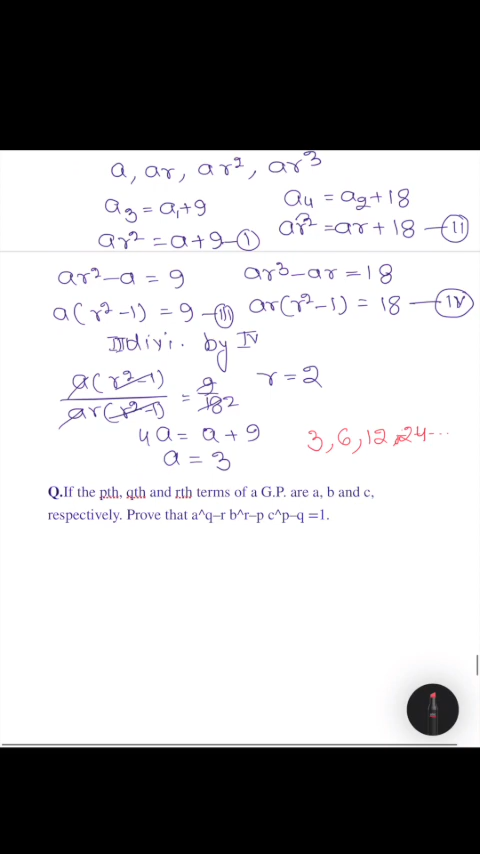 a, ar, ar², ar³
a₃ = a₁+9 a₄ = a₂+18
ar² = a+9 –(I) ar³ = ar+18 –(II)
ar²–a = 9 ar³–ar = 18
a(r²–1) = 9 –(III) ar(r²–1) = 18 –(IV)
III divi. by IV
a(r²–1) / ar(r²–1) = 9 / 18 2 r = 2
4a = a+9 3, 6, 12, 24...
a = 3
Q.If the pth, qth and rth terms of a G.P. are a, b and c,
respectively. Prove that a^q–r b^r–p c^p–q =1.